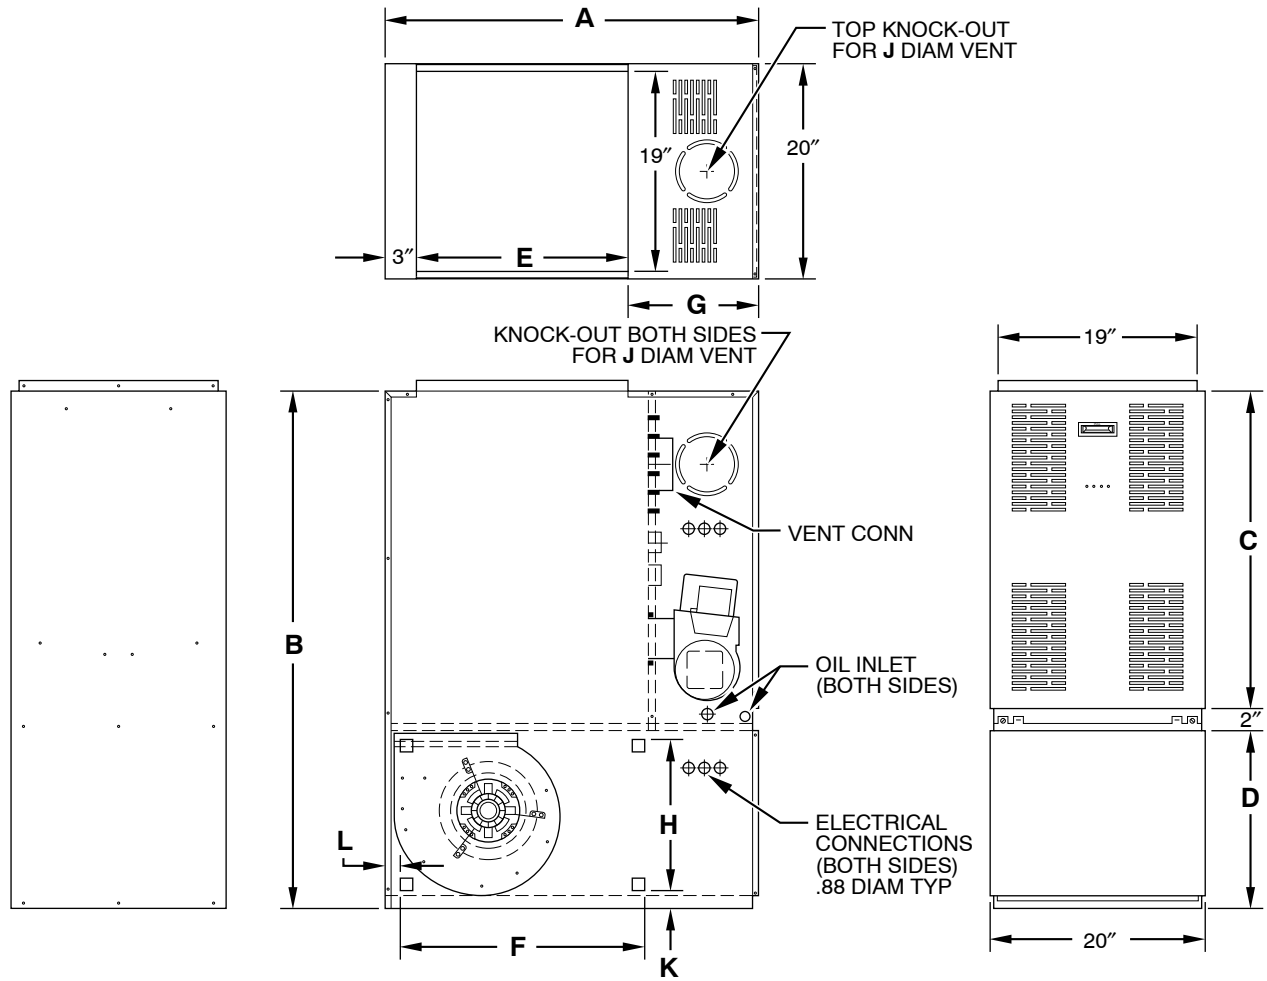 A
TOP KNOCK-OUT
FOR J DIAM VENT
19″
20″
3″
E
G
KNOCK-OUT BOTH SIDES
FOR J DIAM VENT
19″
B
VENT CONN
C
OIL INLET
(BOTH SIDES)
2″
D
H
L
ELECTRICAL
CONNECTIONS
(BOTH SIDES)
.88 DIAM TYP
F
K
20″